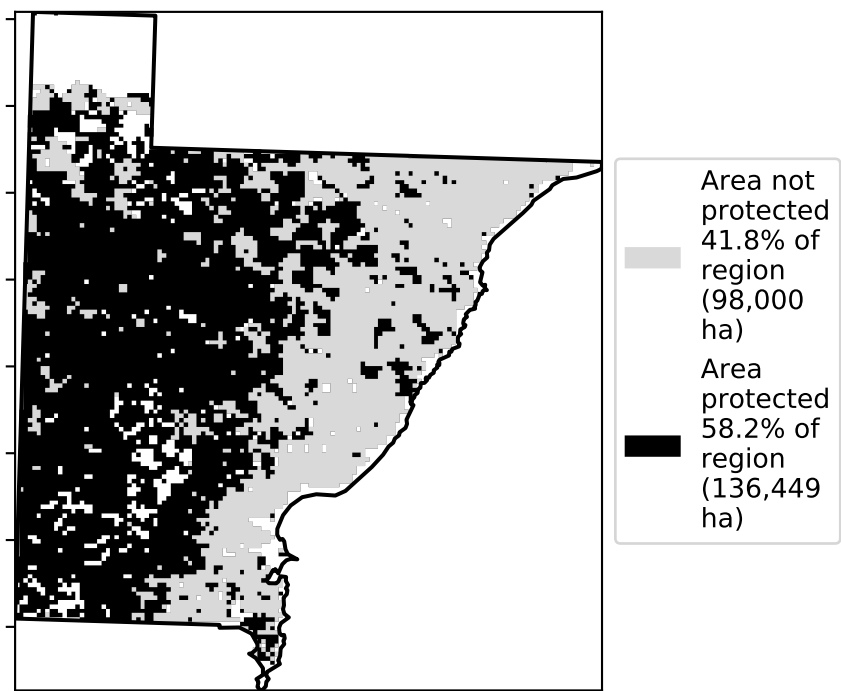 Area not
protected
41.8% of
region
(98,000
ha)
Area
protected
58.2% of
region
(136,449
ha)